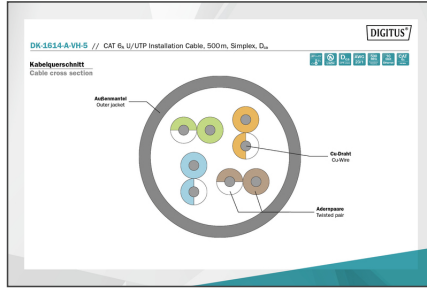 DIGITUS®
DK-1614-A-VH-5 // CAT 6A U/UTP Installation Cable, 500m, Simplex, Dca
Kabelquerschnitt
Cable cross section
Außenmantel
Outer jacket
Cu-Draht
Cu-Wire
Adernpaare
Twisted pair